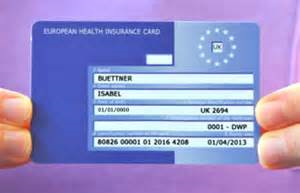 EUROPEAN HEALTH INSURANCE CARD
UK
BUETTNER
ISABEL
01/01/0000 UK 2694
0001 - DWP
80826 00001 01 2016 4208 01/04/2013